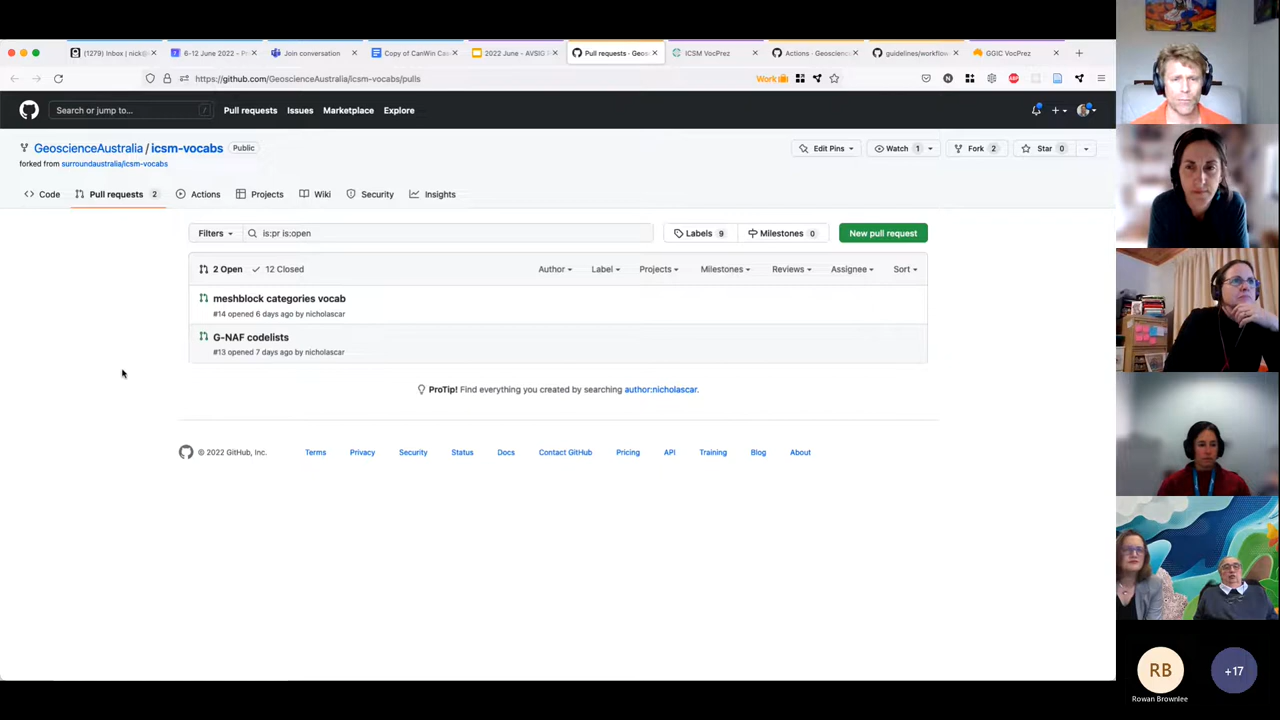 (1279) Inbox | nick@
6-12 June 2022 - P
Join conversation
Copy of CanWin Ca
2022 June - AVSIG
Pull requests · Geos
ICSM VocPrez
Actions · Geoscienc
guidelines/workflow
GGIC VocPrez
https://github.com/GeoscienceAustralia/icsm-vocabs/pulls
Work
Search or jump to...
/
Pull requests
Issues
Marketplace
Explore
GeoscienceAustralia / icsm-vocabs Public
forked from surroundaustralia/icsm-vocabs
Edit Pins
Watch 1
Fork 2
Star 0
Code
Pull requests 2
Actions
Projects
Wiki
Security
Insights
Filters
is:pr is:open
Labels 9
Milestones 0
New pull request
2 Open
12 Closed
Author
Label
Projects
Milestones
Reviews
Assignee
Sort
meshblock categories vocab
#14 opened 6 days ago by nicholascar
G-NAF codelists
#13 opened 7 days ago by nicholascar
ProTip! Find everything you created by searching author:nicholascar.
© 2022 GitHub, Inc.
Terms
Privacy
Security
Status
Docs
Contact GitHub
Pricing
API
Training
Blog
About
RB
+17
Rowan Brownlee